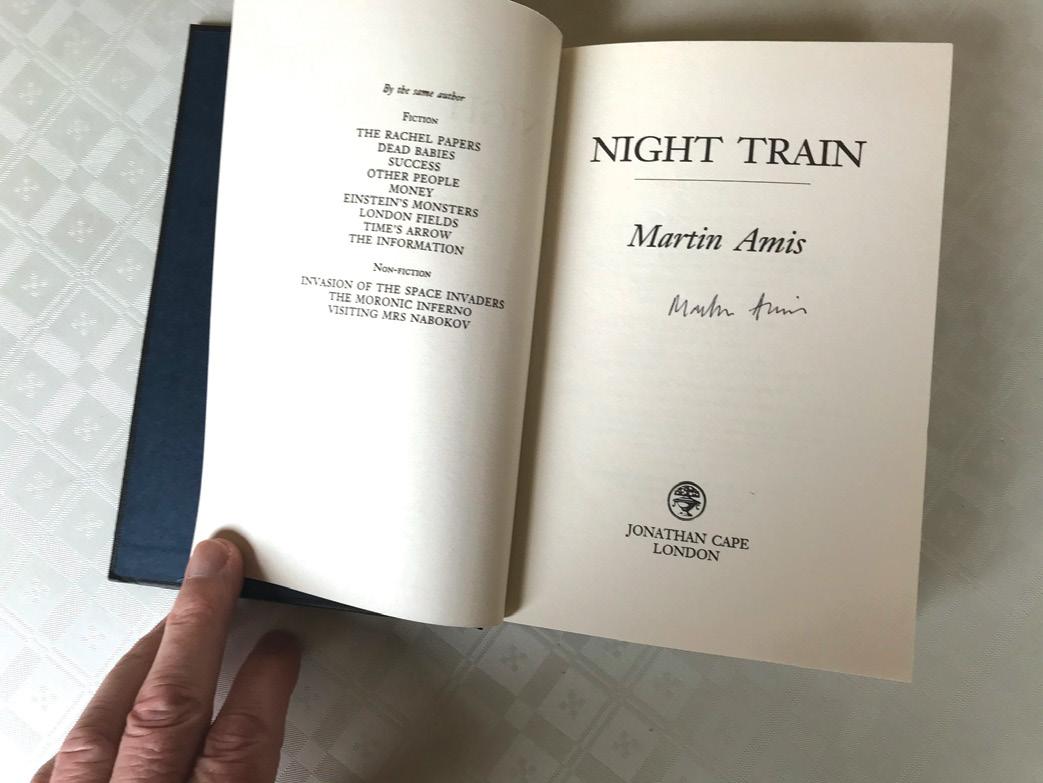 By the same author
FICTION
THE RACHEL PAPERS
DEAD BABIES
SUCCESS
OTHER PEOPLE
MONEY
EINSTEIN'S MONSTERS
LONDON FIELDS
TIME'S ARROW
THE INFORMATION
NON-FICTION
INVASION OF THE SPACE INVADERS
THE MORONIC INFERNO
VISITING MRS NABOKOV
NIGHT TRAIN
Martin Amis
Martin Amis
JONATHAN CAPE
LONDON